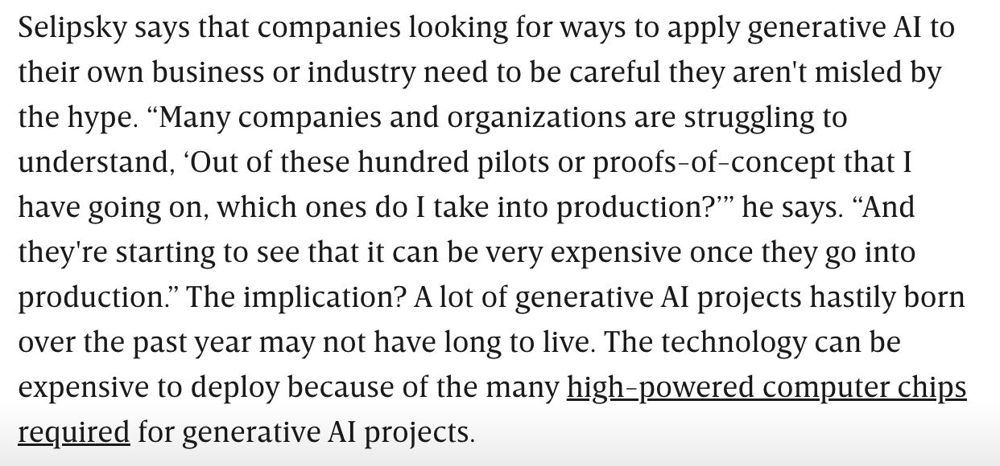 Selipsky says that companies looking for ways to apply generative AI to
their own business or industry need to be careful they aren't misled by
the hype. “Many companies and organizations are struggling to
understand, ‘Out of these hundred pilots or proofs-of-concept that I
have going on, which ones do I take into production?’” he says. “And
they're starting to see that it can be very expensive once they go into
production.” The implication? A lot of generative AI projects hastily born
over the past year may not have long to live. The technology can be
expensive to deploy because of the many high-powered computer chips
required for generative AI projects.